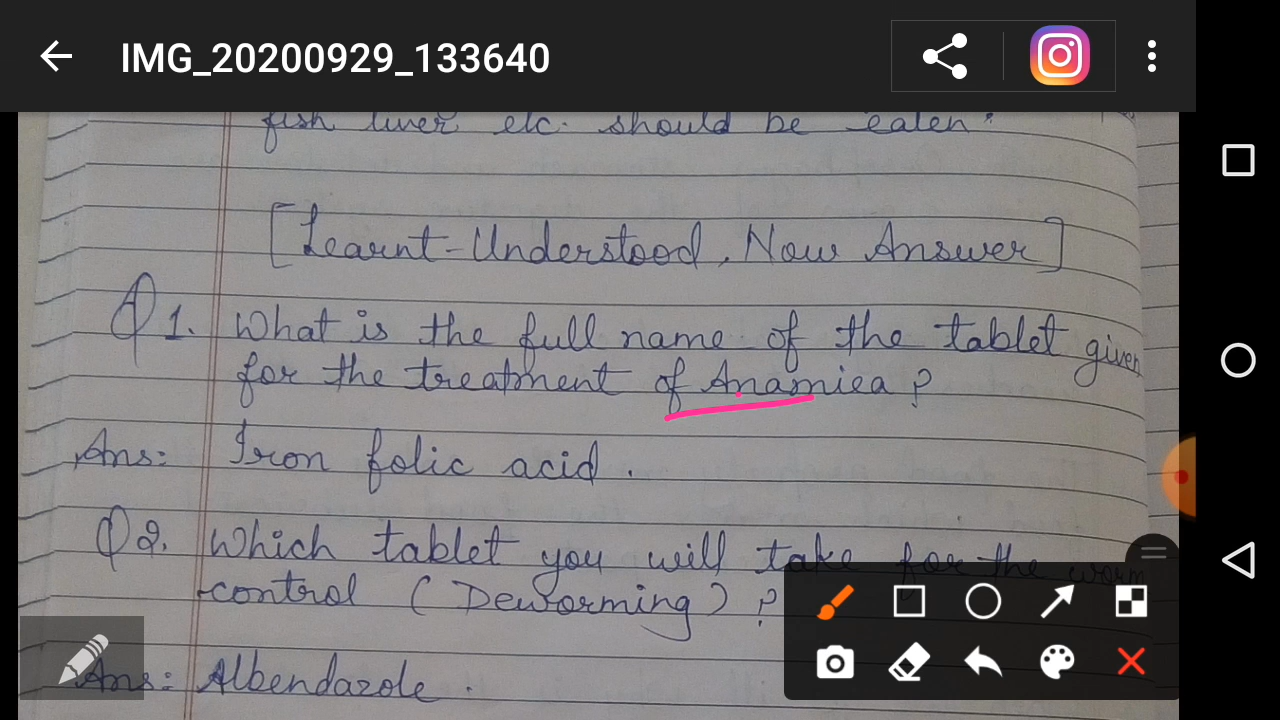 IMG_20200929_133640
fish liver etc. should be eaten.
[Learnt-Understood, Now Answer]
Q1. What is the full name of the tablet given
for the treatment of Anamiea?
Ans: Iron folic acid.
Q2. Which tablet you will take for the worm
control (Deworming)?
Ans: Albendazole.